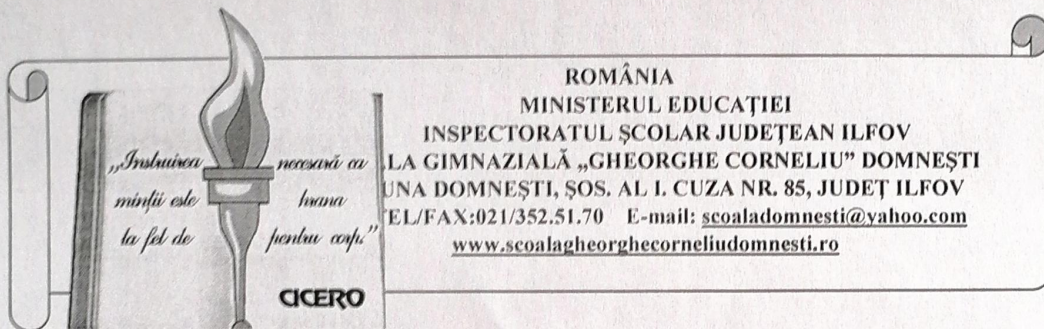 ROMÂNIA
MINISTERUL EDUCAȚIEI
INSPECTORATUL ȘCOLAR JUDEȚEAN ILFOV
LA GIMNAZIALĂ „GHEORGHE CORNELIU” DOMNEȘTI
UNA DOMNEȘTI, ȘOS. AL I. CUZA NR. 85, JUDEȚ ILFOV
EL/FAX:021/352.51.70 E-mail: scoaladomnesti@yahoo.com
www.scoalagheorghecorneliudomnesti.ro
„Instruirea necesară ca
minții este hrana
la fel de pentru corp.”
CICERO